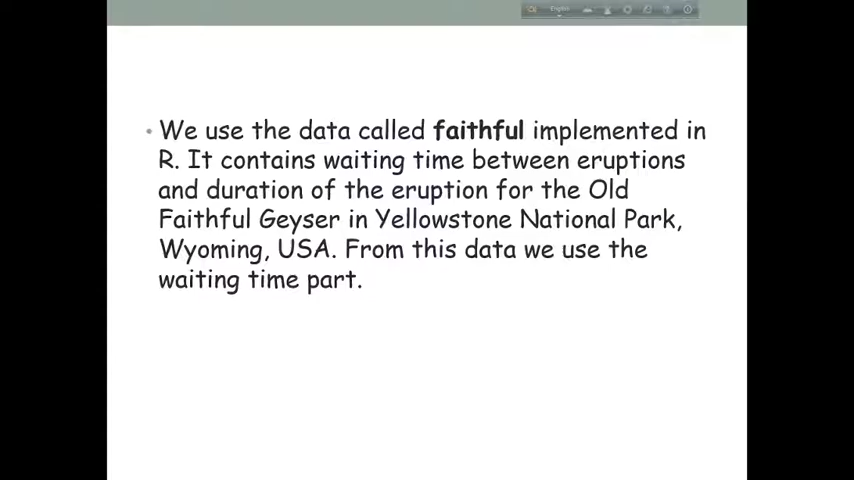 English
• We use the data called faithful implemented in
R. It contains waiting time between eruptions
and duration of the eruption for the Old
Faithful Geyser in Yellowstone National Park,
Wyoming, USA. From this data we use the
waiting time part.